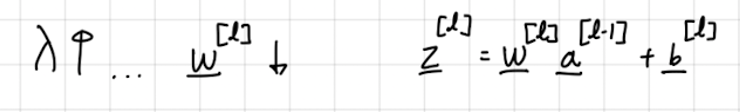 λ↑... w^[l] ↓ z^[l] = w^[l] a^[l-1] + b^[l]